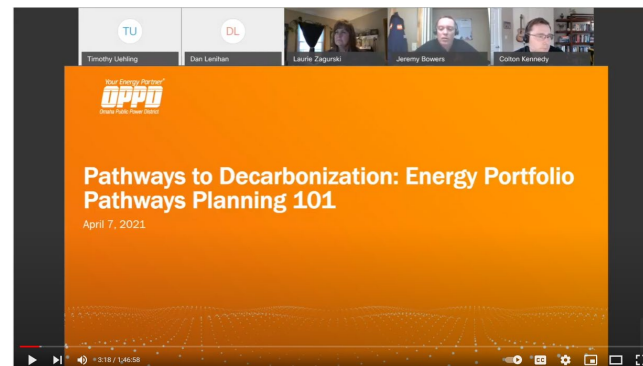 TU
DL
Timothy Uehling
Dan Lenihan
Laurie Zagurski
Jeremy Bowers
Colton Kennedy
Your Energy Partner®
OPPD
Omaha Public Power District
Pathways to Decarbonization: Energy Portfolio
Pathways Planning 101
April 7, 2021
3:18 / 1:46:58
CC